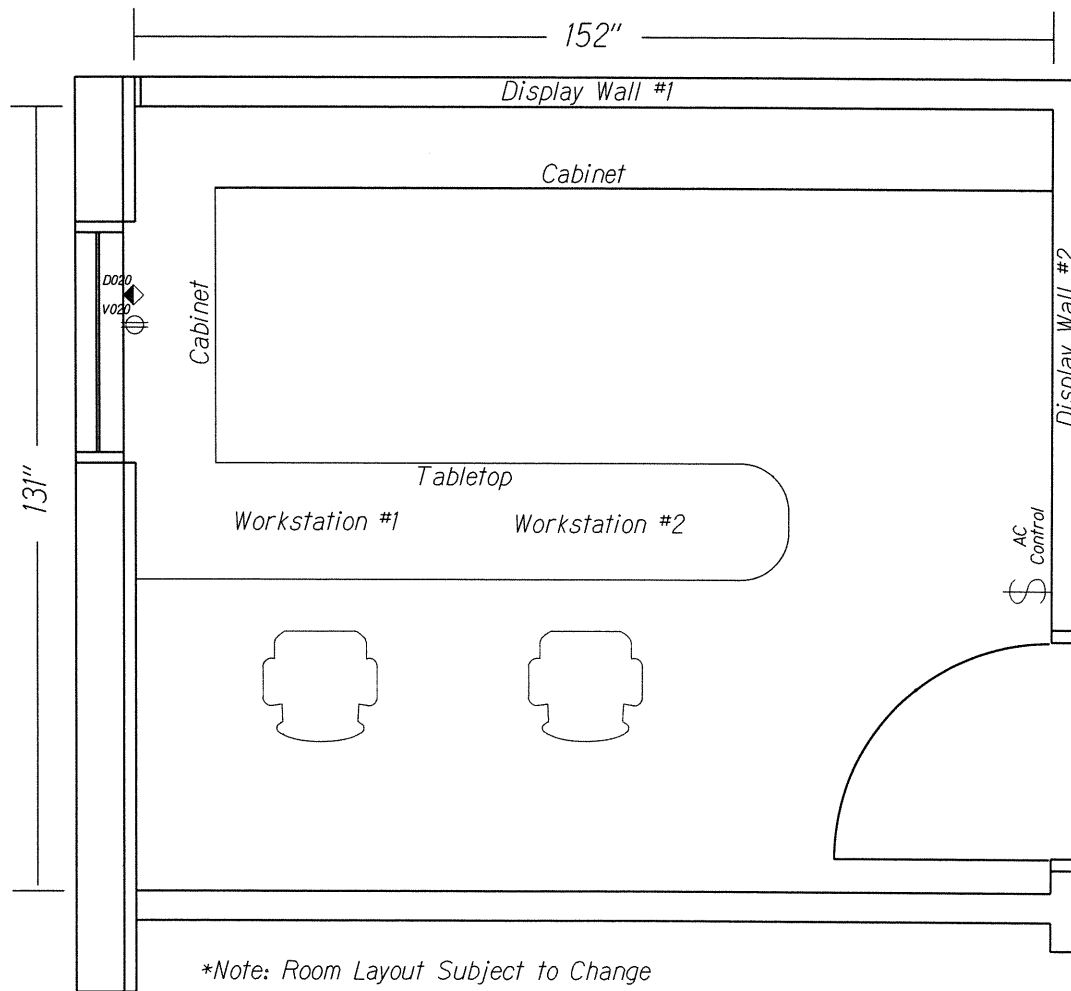 152"
Display Wall #1
Cabinet
Display Wall #2
D020
V020
Cabinet
131"
Tabletop
Workstation #1
Workstation #2
AC
Control
*Note: Room Layout Subject to Change